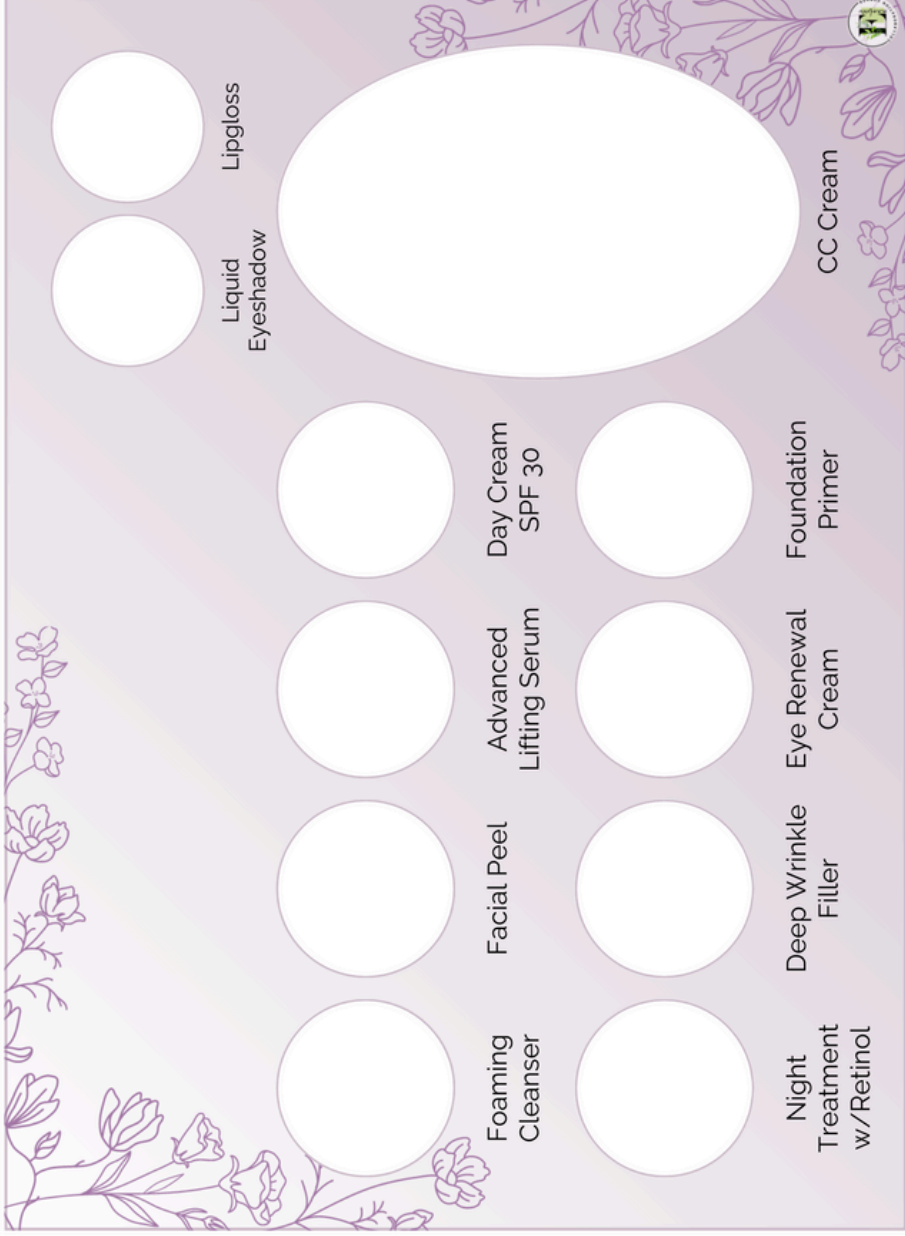 Lipgloss
Liquid
Eyeshadow
Foaming
Cleanser
Facial Peel
Advanced
Lifting Serum
Day Cream
SPF 30
Night
Treatment
w/Retinol
Deep Wrinkle
Filler
Eye Renewal
Cream
Foundation
Primer
CC Cream